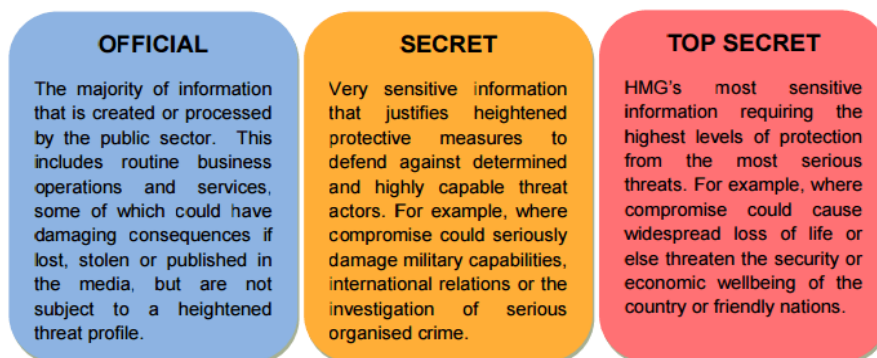 OFFICIAL
The majority of information
that is created or processed
by the public sector. This
includes routine business
operations and services,
some of which could have
damaging consequences if
lost, stolen or published in
the media, but are not
subject to a heightened
threat profile.
SECRET
Very sensitive information
that justifies heightened
protective measures to
defend against determined
and highly capable threat
actors. For example, where
compromise could seriously
damage military capabilities,
international relations or the
investigation of serious
organised crime.
TOP SECRET
HMG's most sensitive
information requiring the
highest levels of protection
from the most serious
threats. For example, where
compromise could cause
widespread loss of life or
else threaten the security or
economic wellbeing of the
country or friendly nations.